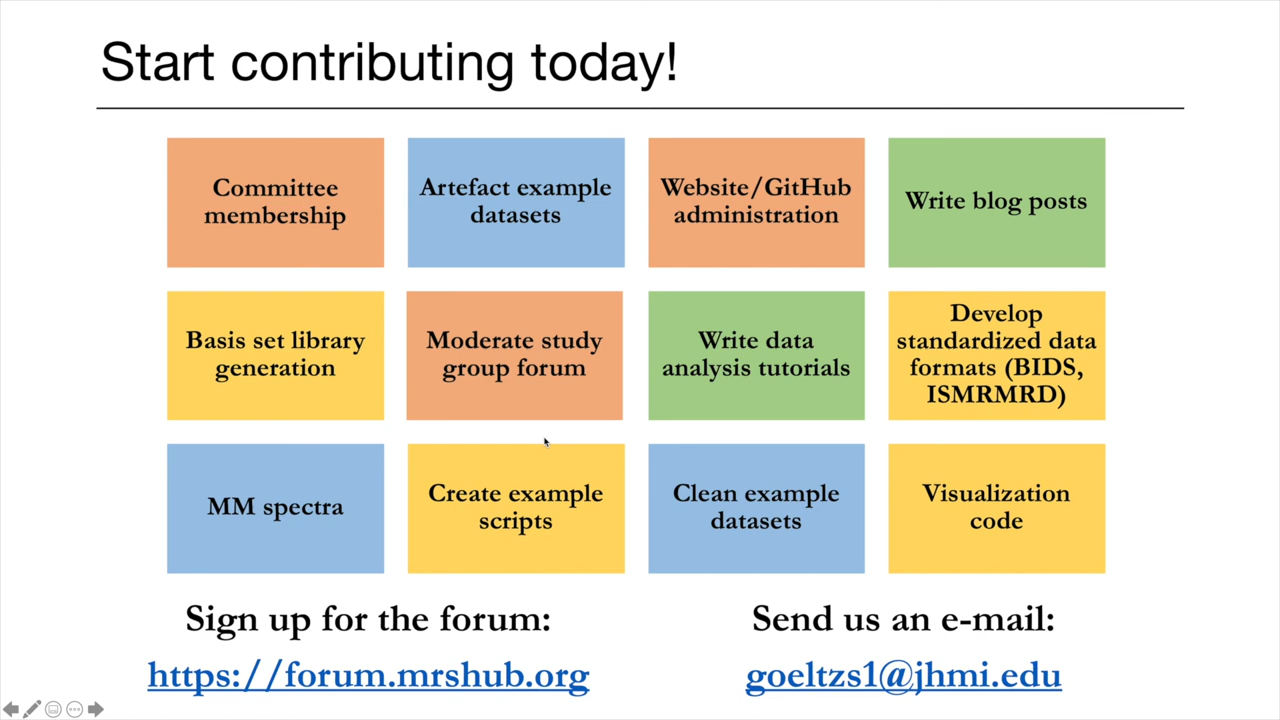 Start contributing today!
Committee
membership
Artefact example
datasets
Website/GitHub
administration
Write blog posts
Basis set library
generation
Moderate study
group forum
Write data
analysis tutorials
Develop
standardized data
formats (BIDS,
ISMRMRD)
MM spectra
Create example
scripts
Clean example
datasets
Visualization
code
Sign up for the forum:
https://forum.mrshub.org
Send us an e-mail:
goeltzs1@jhmi.edu